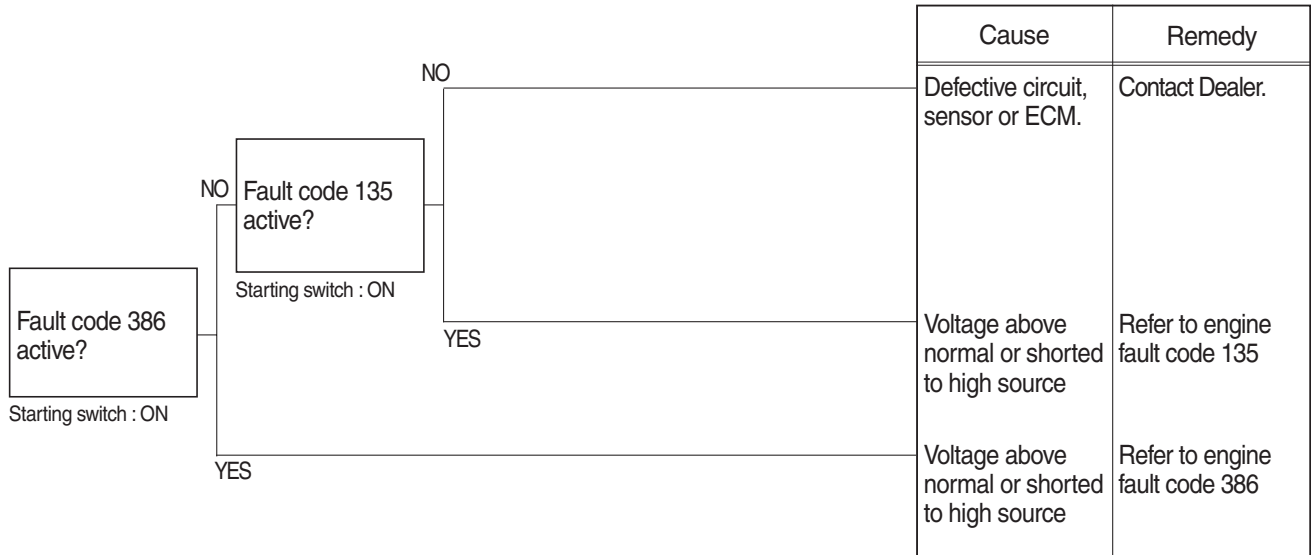 Cause
Remedy
NO
Defective circuit,
sensor or ECM.
Contact Dealer.
NO
Fault code 135
active?
Starting switch : ON
YES
Voltage above
normal or shorted
to high source
Refer to engine
fault code 135
Fault code 386
active?
Starting switch : ON
YES
Voltage above
normal or shorted
to high source
Refer to engine
fault code 386